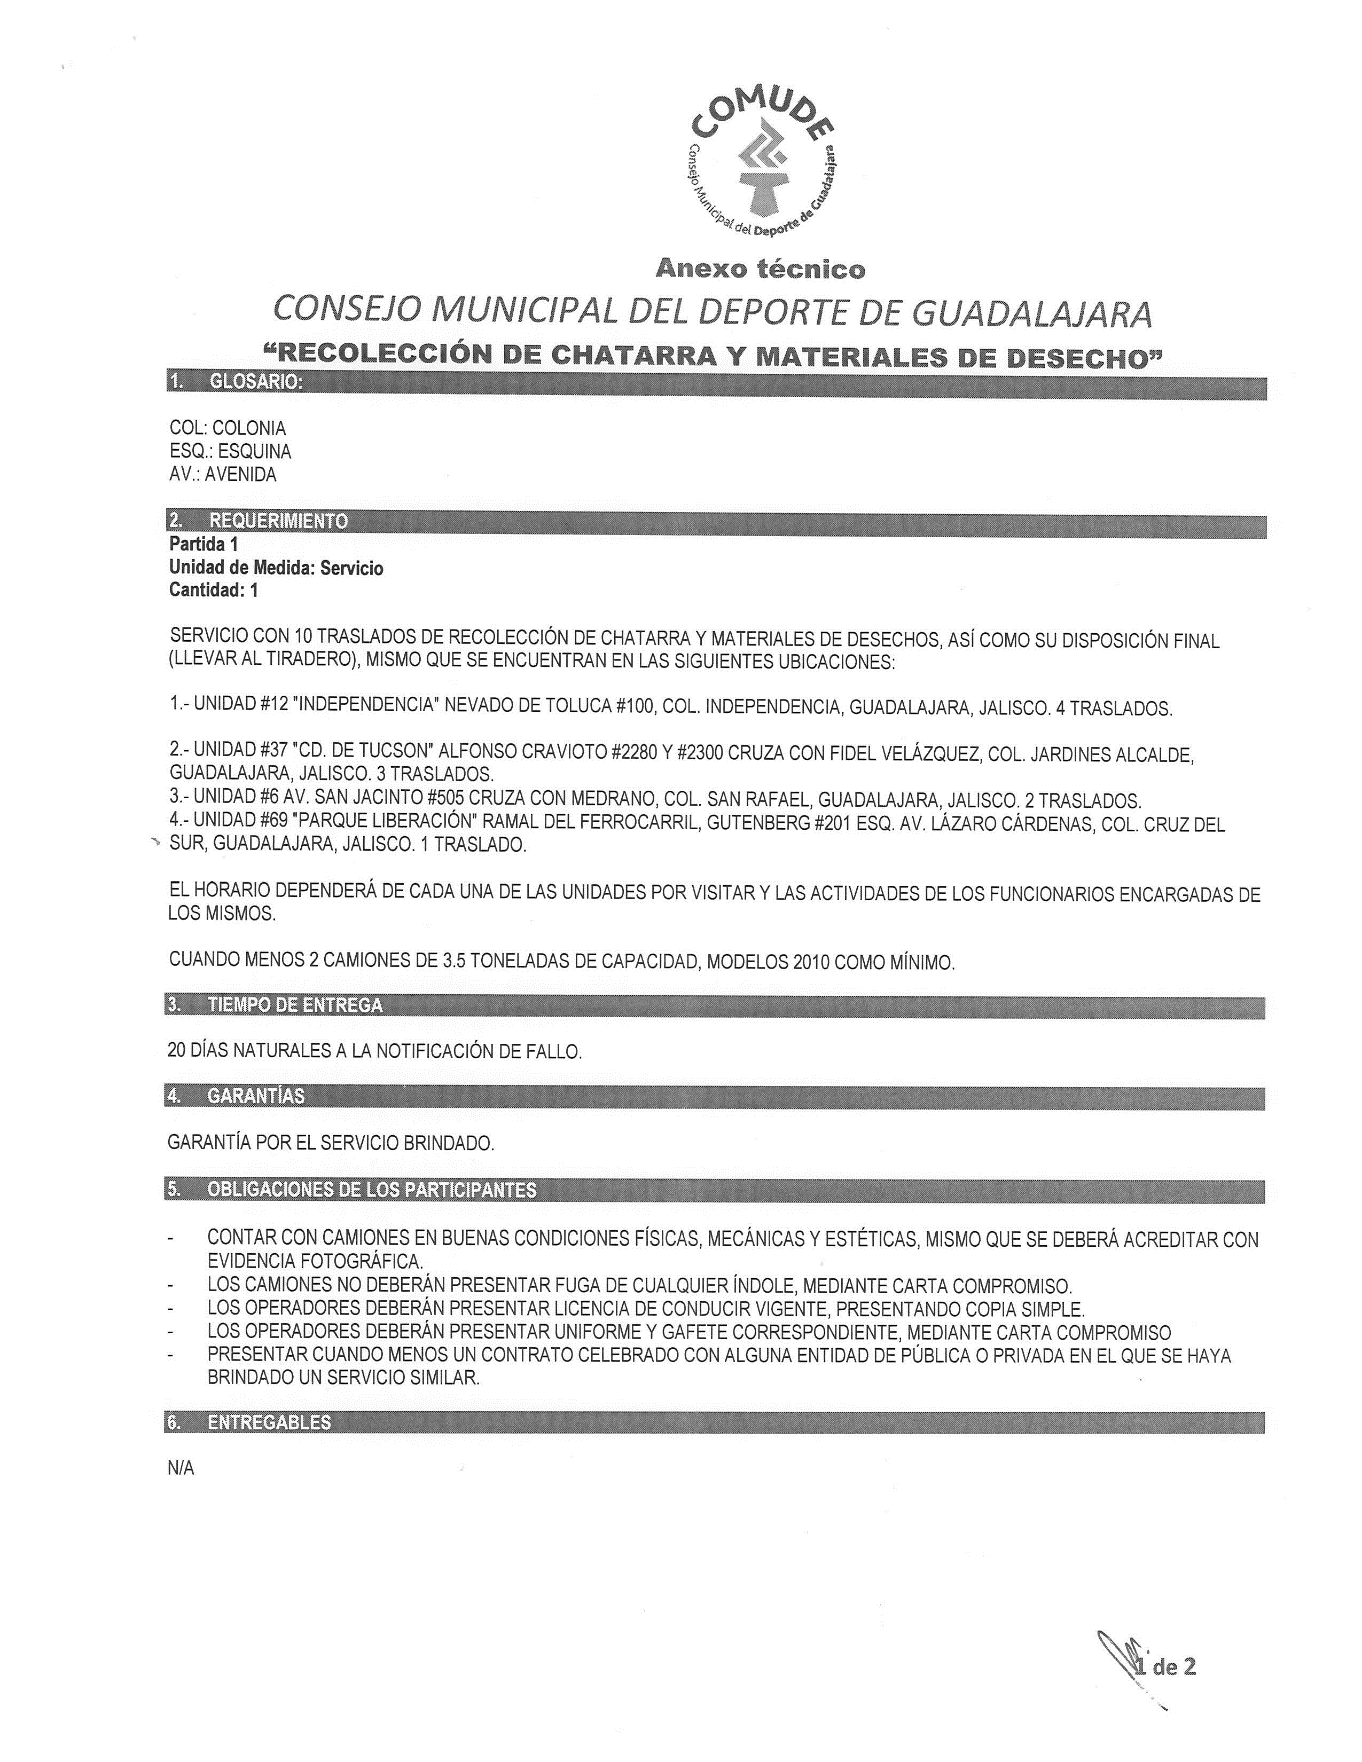 COMUDE
Consejo Municipal del Deporte de Guadalajara
Anexo técnico
CONSEJO MUNICIPAL DEL DEPORTE DE GUADALAJARA
“RECOLECCIÓN DE CHATARRA Y MATERIALES DE DESECHO”
1. GLOSARIO:
COL: COLONIA
ESQ.: ESQUINA
AV.: AVENIDA
2. REQUERIMIENTO
Partida 1
Unidad de Medida: Servicio
Cantidad: 1
SERVICIO CON 10 TRASLADOS DE RECOLECCIÓN DE CHATARRA Y MATERIALES DE DESECHOS, ASÍ COMO SU DISPOSICIÓN FINAL
(LLEVAR AL TIRADERO), MISMO QUE SE ENCUENTRAN EN LAS SIGUIENTES UBICACIONES:
1.- UNIDAD #12 "INDEPENDENCIA" NEVADO DE TOLUCA #100, COL. INDEPENDENCIA, GUADALAJARA, JALISCO. 4 TRASLADOS.
2.- UNIDAD #37 "CD. DE TUCSON" ALFONSO CRAVIOTO #2280 Y #2300 CRUZA CON FIDEL VELÁZQUEZ, COL. JARDINES ALCALDE,
GUADALAJARA, JALISCO. 3 TRASLADOS.
3.- UNIDAD #6 AV. SAN JACINTO #505 CRUZA CON MEDRANO, COL. SAN RAFAEL, GUADALAJARA, JALISCO. 2 TRASLADOS.
4.- UNIDAD #69 "PARQUE LIBERACIÓN" RAMAL DEL FERROCARRIL, GUTENBERG #201 ESQ. AV. LÁZARO CÁRDENAS, COL. CRUZ DEL
SUR, GUADALAJARA, JALISCO. 1 TRASLADO.
EL HORARIO DEPENDERÁ DE CADA UNA DE LAS UNIDADES POR VISITAR Y LAS ACTIVIDADES DE LOS FUNCIONARIOS ENCARGADAS DE
LOS MISMOS.
CUANDO MENOS 2 CAMIONES DE 3.5 TONELADAS DE CAPACIDAD, MODELOS 2010 COMO MÍNIMO.
3. TIEMPO DE ENTREGA
20 DÍAS NATURALES A LA NOTIFICACIÓN DE FALLO.
4. GARANTÍAS
GARANTÍA POR EL SERVICIO BRINDADO.
5. OBLIGACIONES DE LOS PARTICIPANTES
- CONTAR CON CAMIONES EN BUENAS CONDICIONES FÍSICAS, MECÁNICAS Y ESTÉTICAS, MISMO QUE SE DEBERÁ ACREDITAR CON
EVIDENCIA FOTOGRÁFICA.
- LOS CAMIONES NO DEBERÁN PRESENTAR FUGA DE CUALQUIER ÍNDOLE, MEDIANTE CARTA COMPROMISO.
- LOS OPERADORES DEBERÁN PRESENTAR LICENCIA DE CONDUCIR VIGENTE, PRESENTANDO COPIA SIMPLE.
- LOS OPERADORES DEBERÁN PRESENTAR UNIFORME Y GAFETE CORRESPONDIENTE, MEDIANTE CARTA COMPROMISO
- PRESENTAR CUANDO MENOS UN CONTRATO CELEBRADO CON ALGUNA ENTIDAD DE PÚBLICA O PRIVADA EN EL QUE SE HAYA
BRINDADO UN SERVICIO SIMILAR.
6. ENTREGABLES
N/A
1 de 2